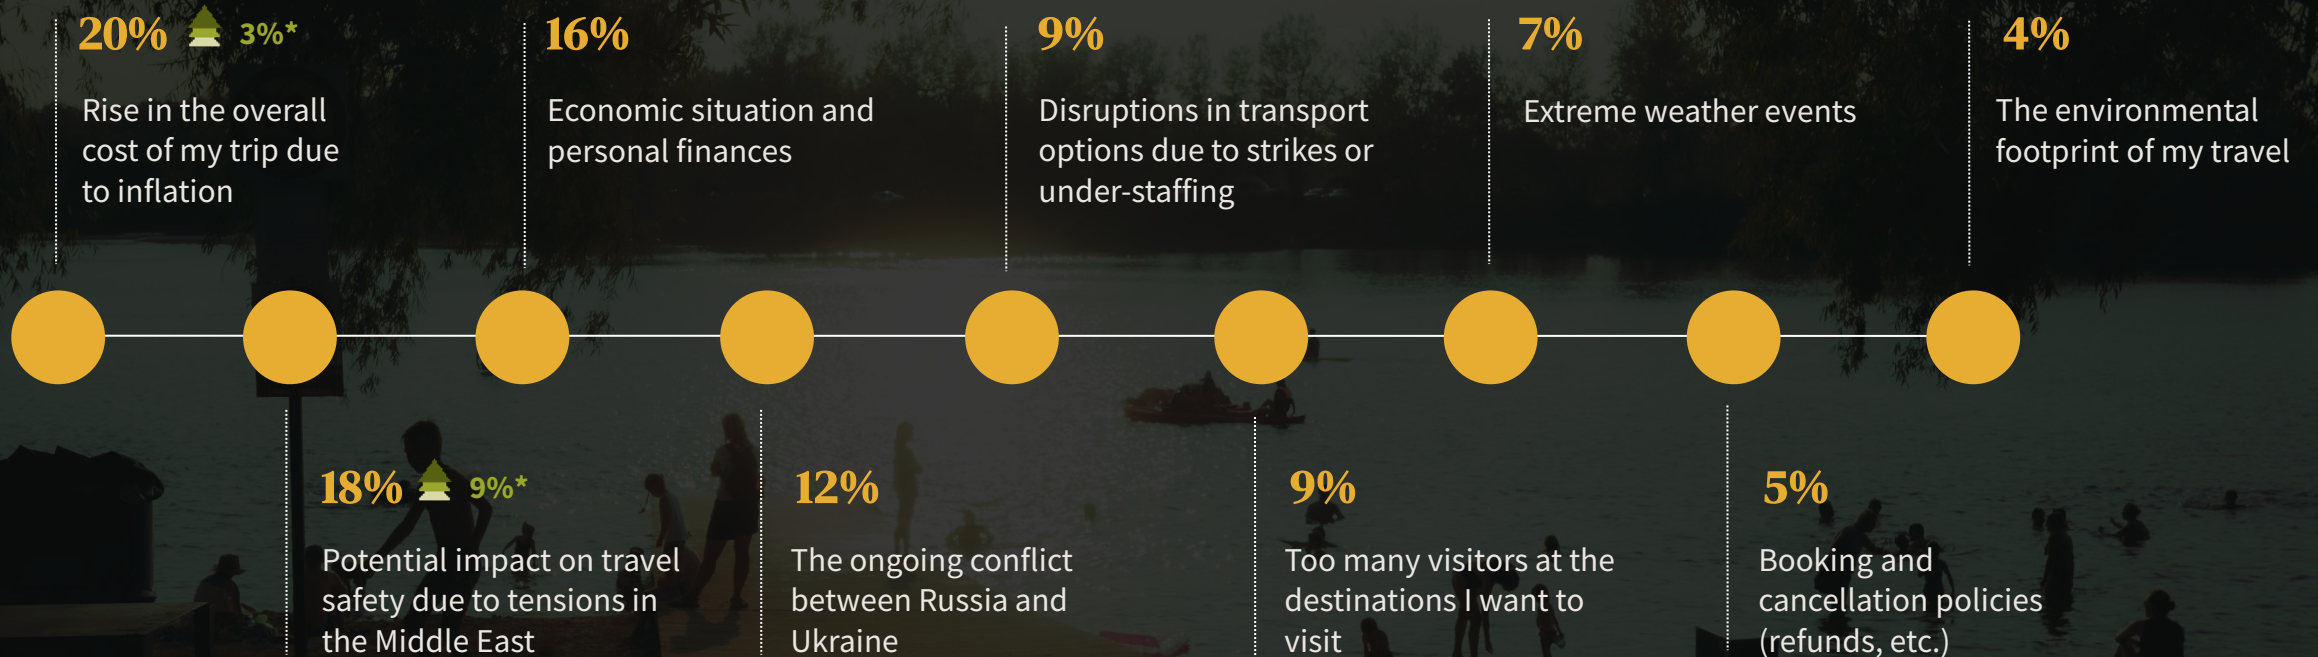 20% 3%*
Rise in the overall
cost of my trip due
to inflation
16%
Economic situation and
personal finances
9%
Disruptions in transport
options due to strikes or
under-staffing
7%
Extreme weather events
4%
The environmental
footprint of my travel
18% 9%*
Potential impact on travel
safety due to tensions in
the Middle East
12%
The ongoing conflict
between Russia and
Ukraine
9%
Too many visitors at the
destinations I want to
visit
5%
Booking and
cancellation policies
(refunds, etc.)